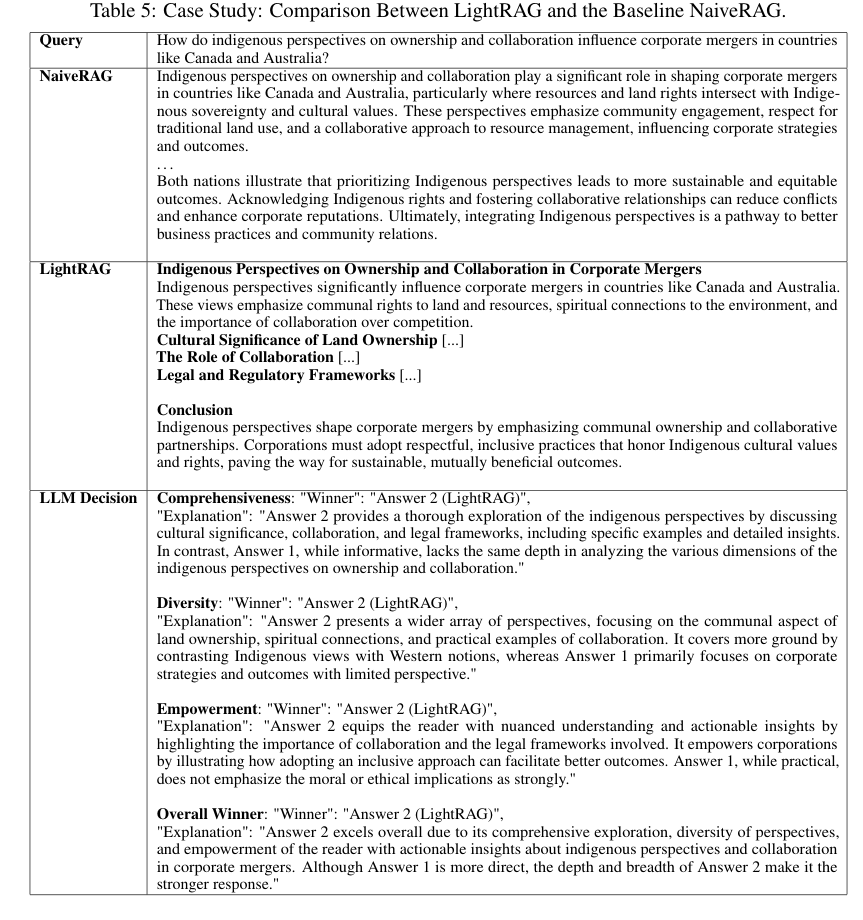 Table 5: Case Study: Comparison Between LightRAG and the Baseline NaiveRAG.
Query How do indigenous perspectives on ownership and collaboration influence corporate mergers in countries
like Canada and Australia?
NaiveRAG Indigenous perspectives on ownership and collaboration play a significant role in shaping corporate mergers
in countries like Canada and Australia, particularly where resources and land rights intersect with Indige-
nous sovereignty and cultural values. These perspectives emphasize community engagement, respect for
traditional land use, and a collaborative approach to resource management, influencing corporate strategies
and outcomes.
...
Both nations illustrate that prioritizing Indigenous perspectives leads to more sustainable and equitable
outcomes. Acknowledging Indigenous rights and fostering collaborative relationships can reduce conflicts
and enhance corporate reputations. Ultimately, integrating Indigenous perspectives is a pathway to better
business practices and community relations.
LightRAG Indigenous Perspectives on Ownership and Collaboration in Corporate Mergers
Indigenous perspectives significantly influence corporate mergers in countries like Canada and Australia.
These views emphasize communal rights to land and resources, spiritual connections to the environment, and
the importance of collaboration over competition.
Cultural Significance of Land Ownership [...]
The Role of Collaboration [...]
Legal and Regulatory Frameworks [...]
Conclusion
Indigenous perspectives shape corporate mergers by emphasizing communal ownership and collaborative
partnerships. Corporations must adopt respectful, inclusive practices that honor Indigenous cultural values
and rights, paving the way for sustainable, mutually beneficial outcomes.
LLM Decision Comprehensiveness: "Winner": "Answer 2 (LightRAG)",
"Explanation": "Answer 2 provides a thorough exploration of the indigenous perspectives by discussing
cultural significance, collaboration, and legal frameworks, including specific examples and detailed insights.
In contrast, Answer 1, while informative, lacks the same depth in analyzing the various dimensions of the
indigenous perspectives on ownership and collaboration."
Diversity: "Winner": "Answer 2 (LightRAG)",
"Explanation": "Answer 2 presents a wider array of perspectives, focusing on the communal aspect of
land ownership, spiritual connections, and practical examples of collaboration. It covers more ground by
contrasting Indigenous views with Western notions, whereas Answer 1 primarily focuses on corporate
strategies and outcomes with limited perspective."
Empowerment: "Winner": "Answer 2 (LightRAG)",
"Explanation": "Answer 2 equips the reader with nuanced understanding and actionable insights by
highlighting the importance of collaboration and the legal frameworks involved. It empowers corporations
by illustrating how adopting an inclusive approach can facilitate better outcomes. Answer 1, while practical,
does not emphasize the moral or ethical implications as strongly."
Overall Winner: "Winner": "Answer 2 (LightRAG)",
"Explanation": "Answer 2 excels overall due to its comprehensive exploration, diversity of perspectives,
and empowerment of the reader with actionable insights about indigenous perspectives and collaboration
in corporate mergers. Although Answer 1 is more direct, the depth and breadth of Answer 2 make it the
stronger response."